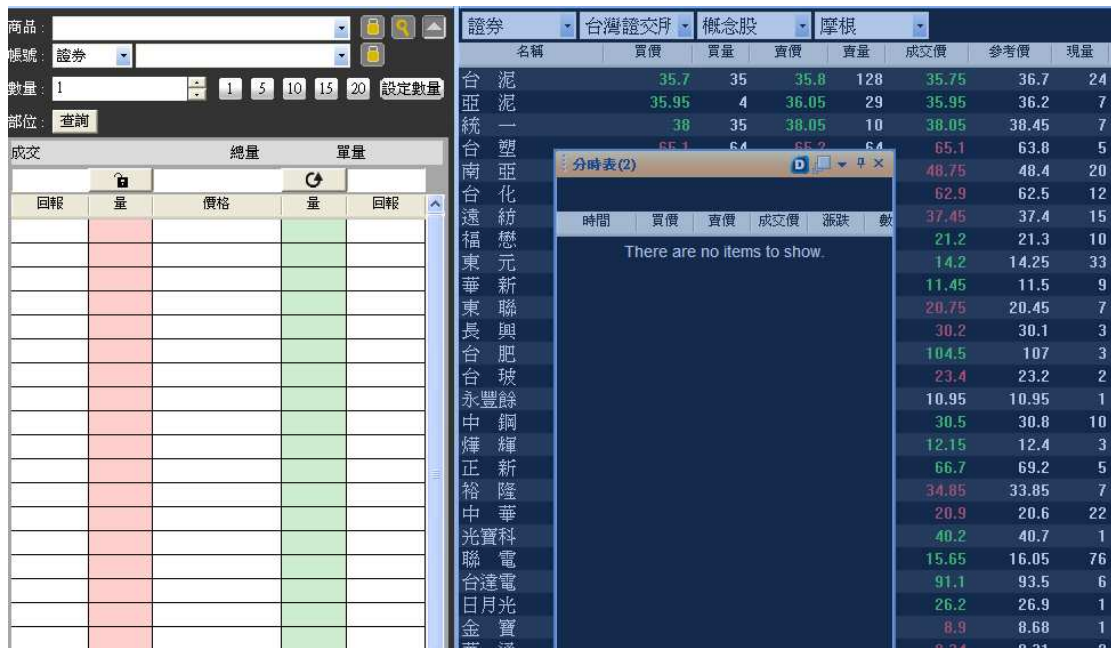 商品：
帳號： 證券
數量： 1 1 5 10 15 20 設定數量
部位： 查詢
成交 總量 單量
回報 量 價格 量 回報
證券 台灣證交所 概念股 摩根
名稱 買價 買量 賣價 賣量 成交價 參考價 現量
台泥 35.7 35 35.8 128 35.75 36.7 24
亞泥 35.95 4 36.05 29 35.95 36.2 7
統一 38 35 38.05 10 38.05 38.45 7
台塑 65.1 64 65.2 64 65.1 63.8 5
南亞 48.75 48.4 20
台化 62.9 62.5 12
遠紡 37.45 37.4 15
福懋 21.2 21.3 10
東元 14.2 14.25 33
華新 11.45 11.5 9
東聯 20.75 20.45 7
長興 30.2 30.1 3
台肥 104.5 107 3
台玻 23.4 23.2 2
永豐餘 10.95 10.95 1
中鋼 30.5 30.8 10
燁輝 12.15 12.4 3
正新 66.7 69.2 5
裕隆 34.85 33.85 7
中華 20.9 20.6 22
光寶科 40.2 40.7 1
聯電 15.65 16.05 76
台達電 91.1 93.5 6
日月光 26.2 26.9 1
金寶 8.9 8.68 1
分時表(2) D
時間 買價 賣價 成交價 漲跌 數
There are no items to show.